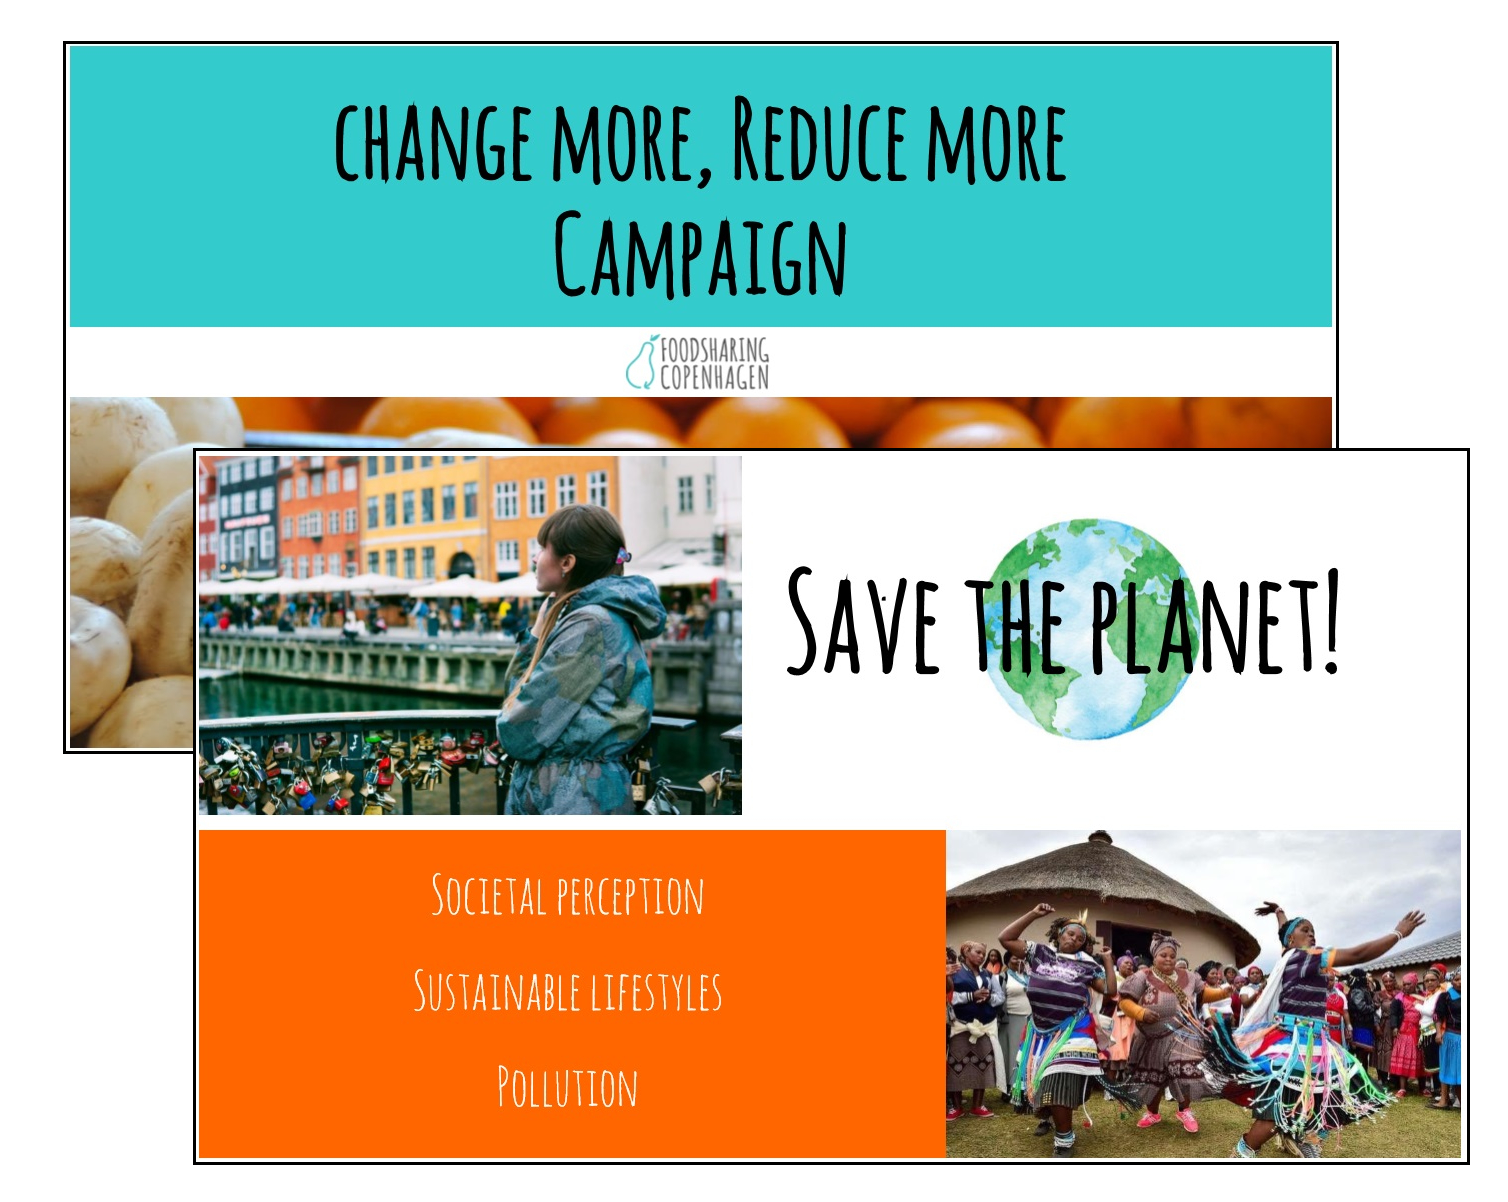 CHANGE MORE, REDUCE MORE
CAMPAIGN
FOODSHARING
COPENHAGEN
SAVE THE PLANET!
SOCIETAL PERCEPTION
SUSTAINABLE LIFESTYLES
POLLUTION